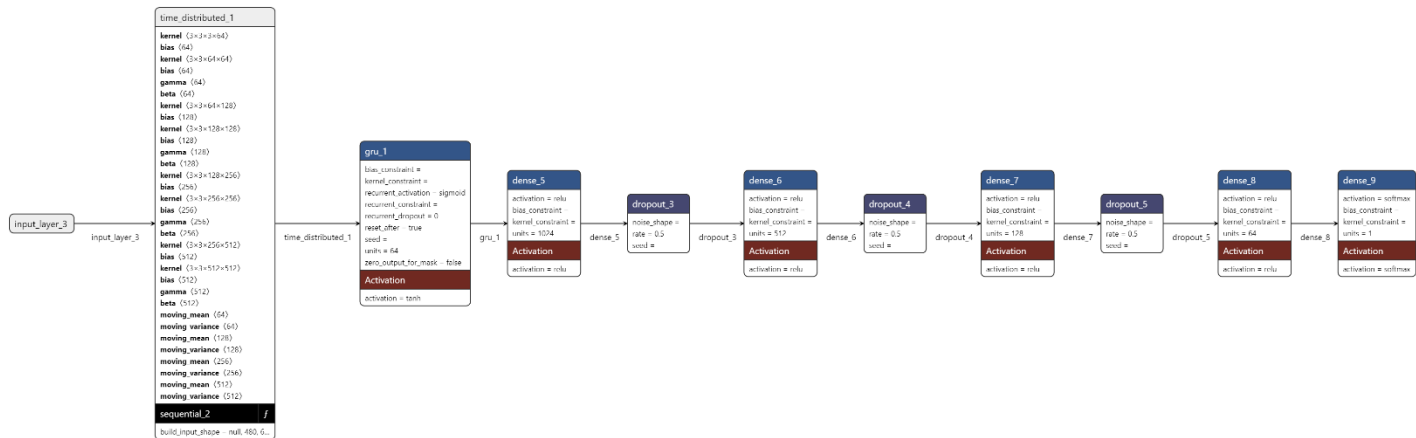 input_layer_3
input_layer_3
time_distributed_1
kernel ⟨3×3×3×64⟩
bias ⟨64⟩
kernel ⟨3×3×64×64⟩
bias ⟨64⟩
gamma ⟨64⟩
beta ⟨64⟩
kernel ⟨3×3×64×128⟩
bias ⟨128⟩
kernel ⟨3×3×128×128⟩
bias ⟨128⟩
gamma ⟨128⟩
beta ⟨128⟩
kernel ⟨3×3×128×256⟩
bias ⟨256⟩
kernel ⟨3×3×256×256⟩
bias ⟨256⟩
gamma ⟨256⟩
beta ⟨256⟩
kernel ⟨3×3×256×512⟩
bias ⟨512⟩
kernel ⟨3×3×512×512⟩
bias ⟨512⟩
gamma ⟨512⟩
beta ⟨512⟩
moving_mean ⟨64⟩
moving_variance ⟨64⟩
moving_mean ⟨128⟩
moving_variance ⟨128⟩
moving_mean ⟨256⟩
moving_variance ⟨256⟩
moving_mean ⟨512⟩
moving_variance ⟨512⟩
sequential_2 ƒ
build_input_shape = null, 480, 6...
time_distributed_1
gru_1
bias_constraint =
kernel_constraint =
recurrent_activation = sigmoid
recurrent_constraint =
recurrent_dropout = 0
reset_after = true
seed =
units = 64
zero_output_for_mask = false
Activation
activation = tanh
gru_1
dense_5
activation = relu
bias_constraint =
kernel_constraint =
units = 1024
Activation
activation = relu
dense_5
dropout_3
noise_shape =
rate = 0.5
seed =
dropout_3
dense_6
activation = relu
bias_constraint =
kernel_constraint =
units = 512
Activation
activation = relu
dense_6
dropout_4
noise_shape =
rate = 0.5
seed =
dropout_4
dense_7
activation = relu
bias_constraint =
kernel_constraint =
units = 128
Activation
activation = relu
dense_7
dropout_5
noise_shape =
rate = 0.5
seed =
dropout_5
dense_8
activation = relu
bias_constraint =
kernel_constraint =
units = 64
Activation
activation = relu
dense_8
dense_9
activation = softmax
bias_constraint =
kernel_constraint =
units = 1
Activation
activation = softmax